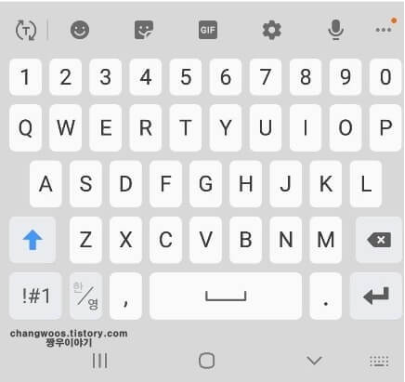 T
GIF
1 2 3 4 5 6 7 8 9 0
Q W E R T Y U I O P
A S D F G H J K L
Z X C V B N M
!#1 한/영 , .
changwoos.tistory.com
짱우이야기